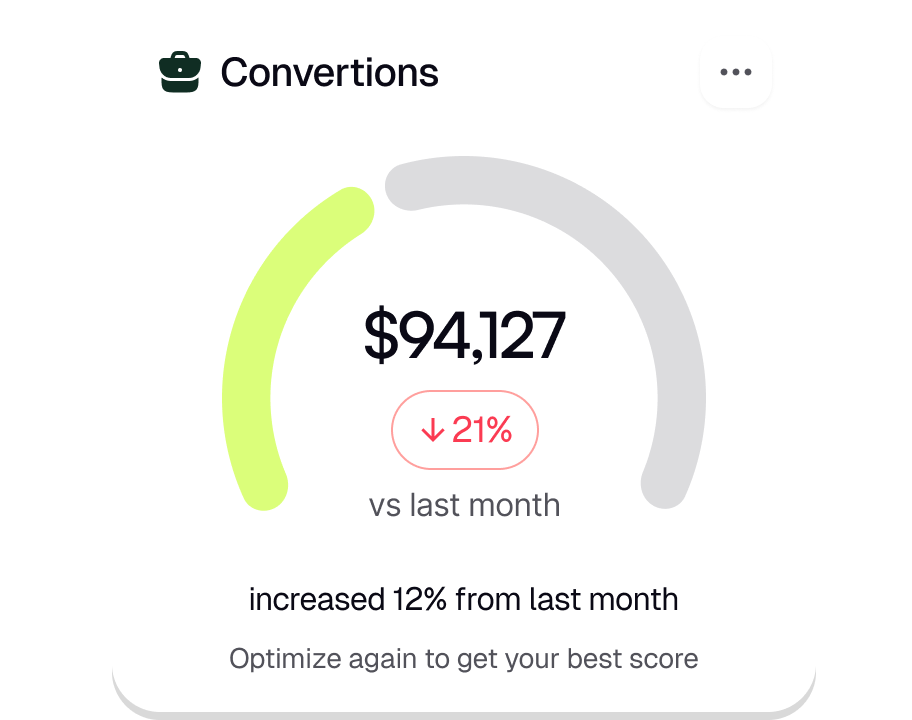 Convertions
$94,127
↓ 21%
vs last month
increased 12% from last month
Optimize again to get your best score